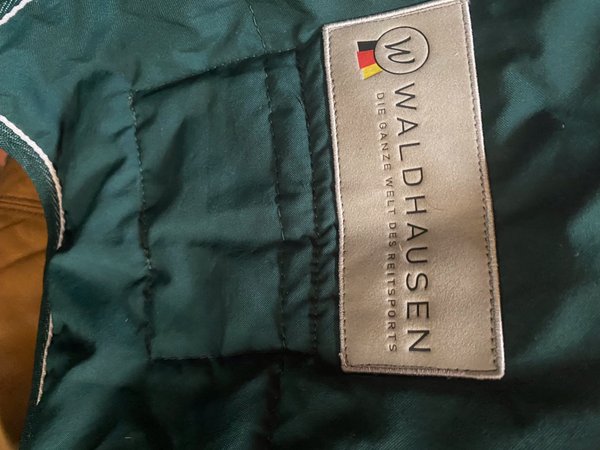 W
WALDHAUSEN
DIE GANZE WELT DES REITSPORTS